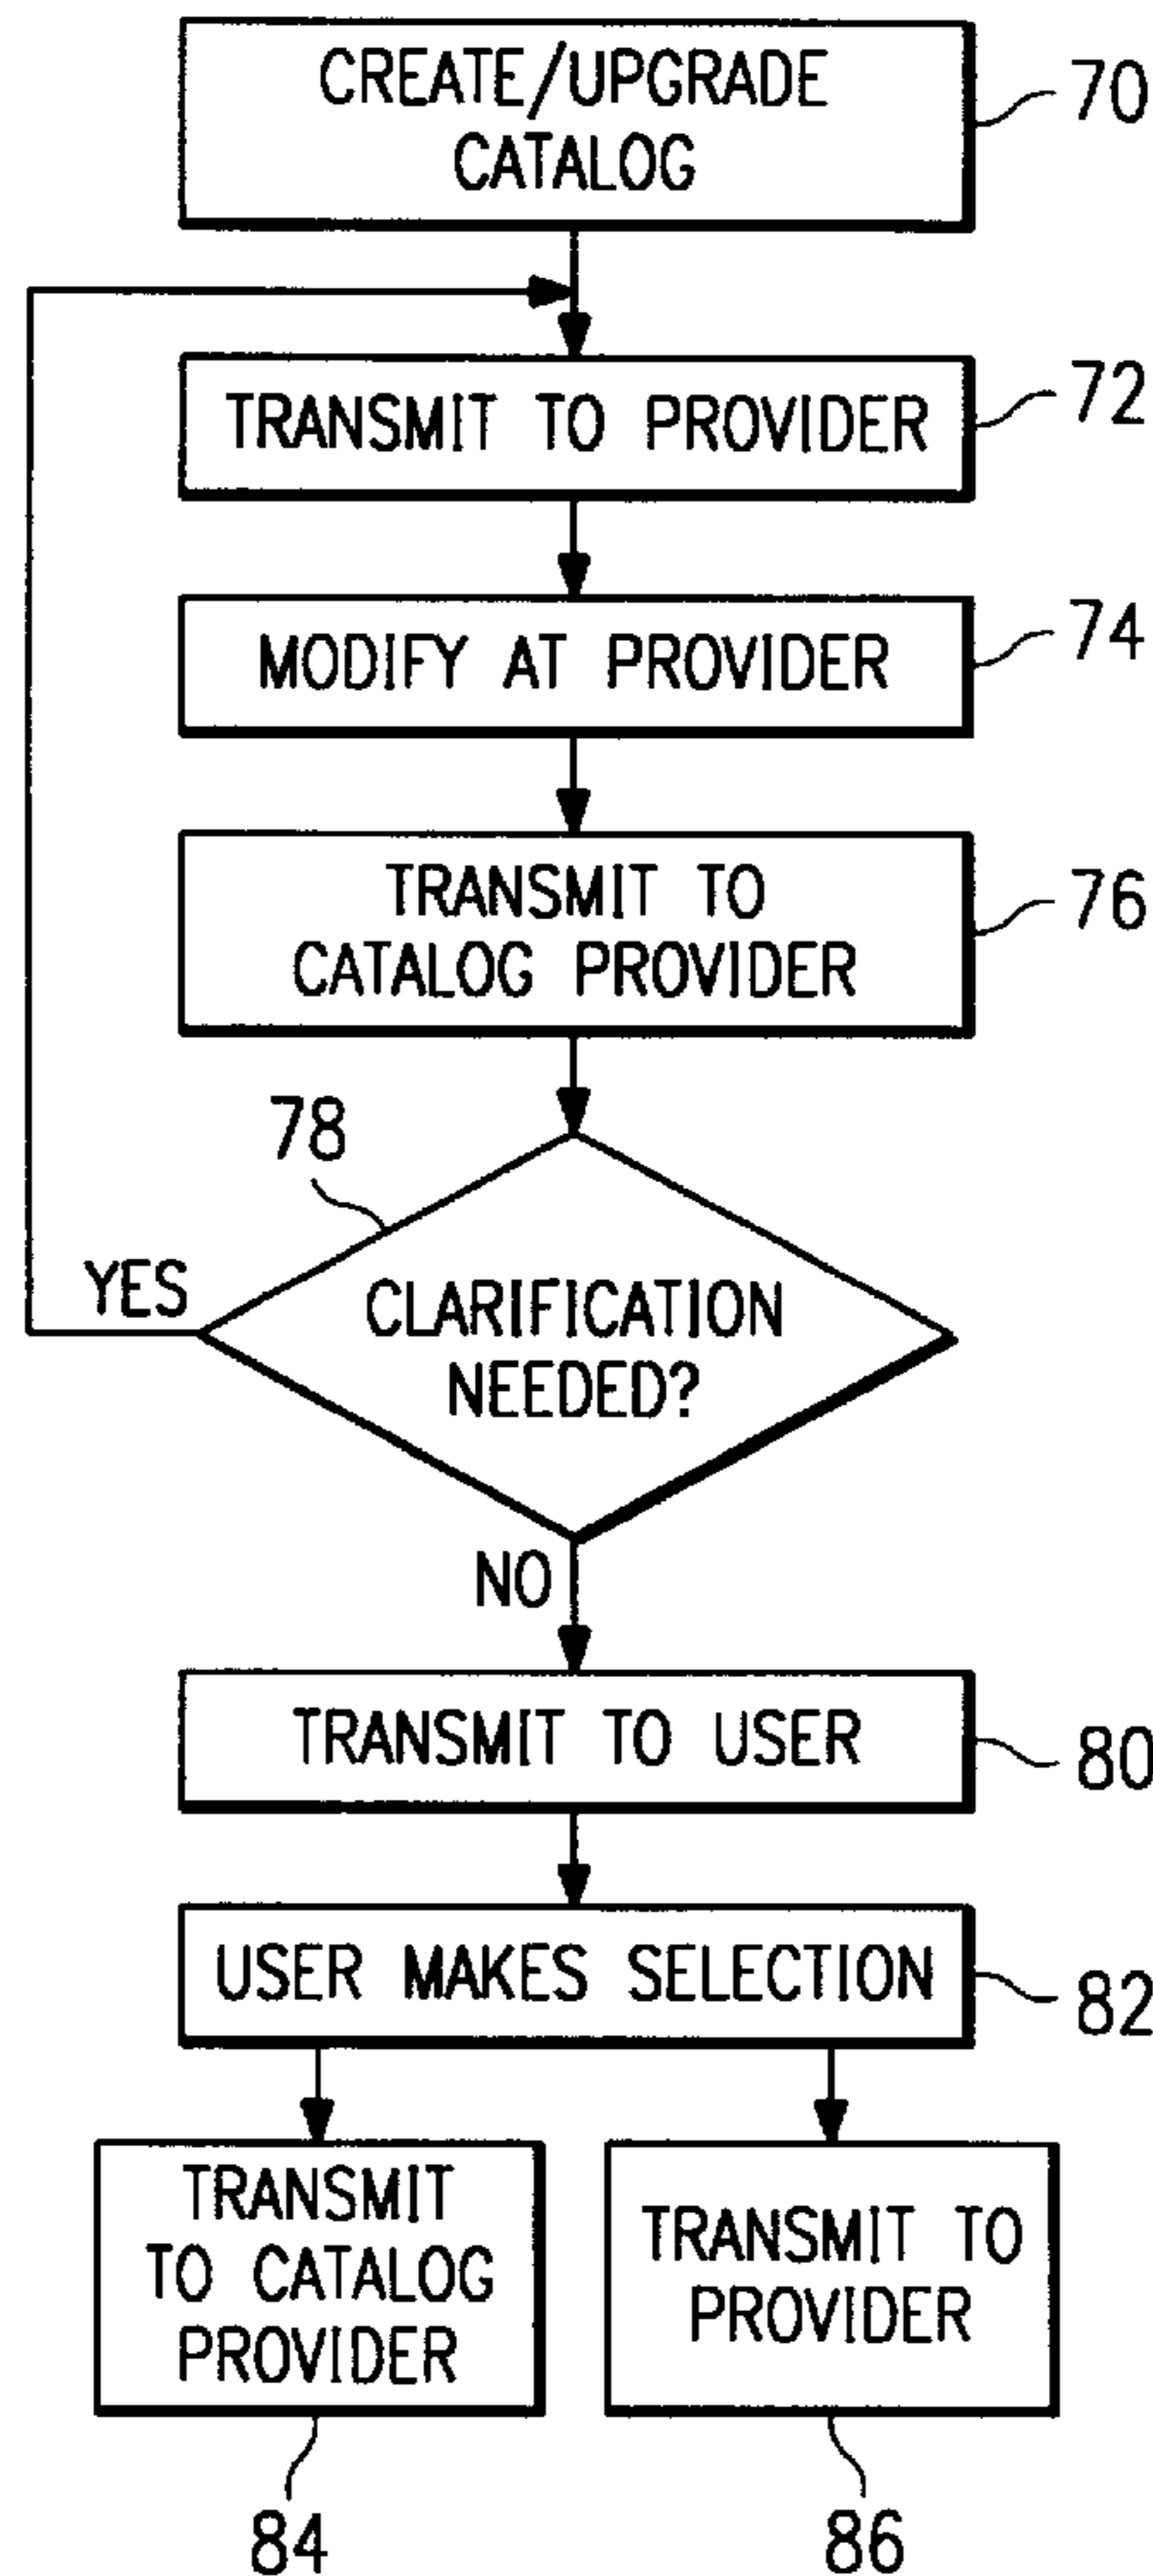 CREATE/UPGRADE
CATALOG
70
TRANSMIT TO PROVIDER
72
MODIFY AT PROVIDER
74
TRANSMIT TO
CATALOG PROVIDER
76
78
YES
CLARIFICATION
NEEDED?
NO
TRANSMIT TO USER
80
USER MAKES SELECTION
82
TRANSMIT
TO CATALOG
PROVIDER
TRANSMIT TO
PROVIDER
84
86